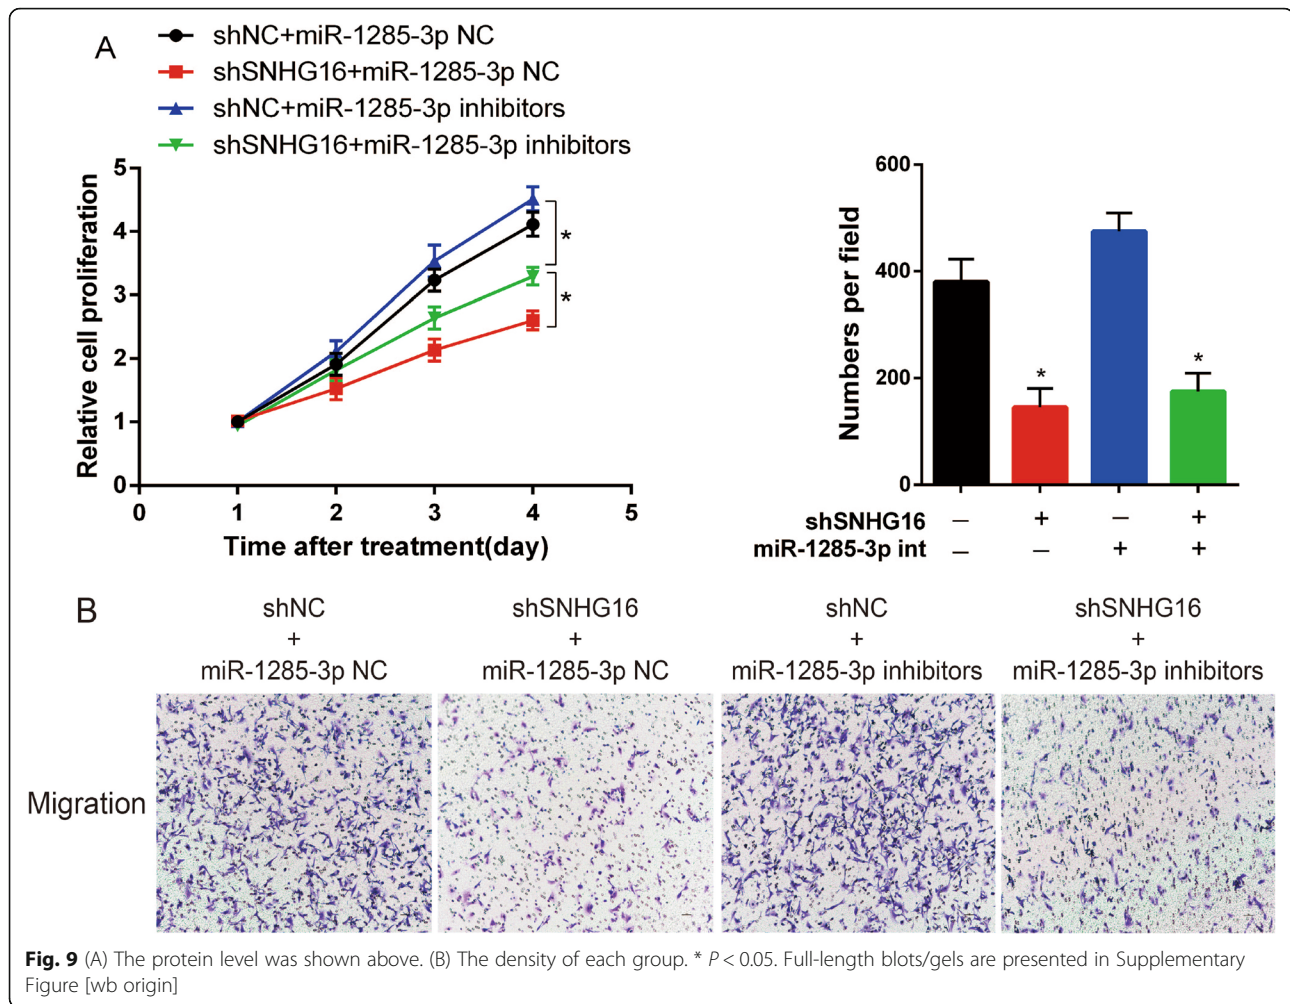 A
shNC+miR-1285-3p NC
shSNHG16+miR-1285-3p NC
shNC+miR-1285-3p inhibitors
shSNHG16+miR-1285-3p inhibitors
Relative cell proliferation
5
4
3
2
1
0
*
*
0 1 2 3 4 5
Time after treatment(day)
Numbers per field
600
400
200
0
*
*
shSNHG16 – + – +
miR-1285-3p int – – + +
B
shNC
+
miR-1285-3p NC
shSNHG16
+
miR-1285-3p NC
shNC
+
miR-1285-3p inhibitors
shSNHG16
+
miR-1285-3p inhibitors
Migration
Fig. 9 (A) The protein level was shown above. (B) The density of each group. * P < 0.05. Full-length blots/gels are presented in Supplementary
Figure [wb origin]